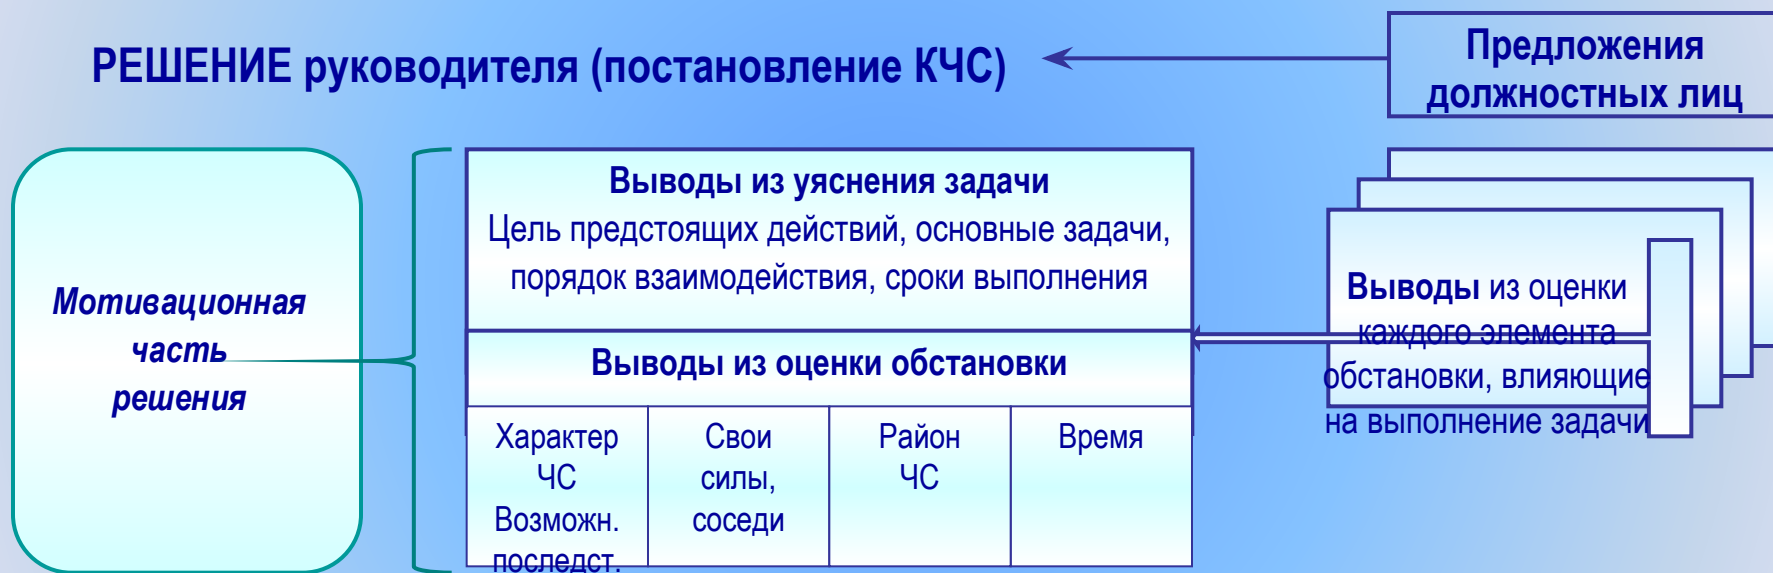 РЕШЕНИЕ руководителя (постановление КЧС)
Предложения
должностных лиц
Мотивационная
часть
решения
Выводы из уяснения задачи
Цель предстоящих действий, основные задачи,
порядок взаимодействия, сроки выполнения
Выводы из оценки обстановки
Характер
ЧС
Возможн.
последст.
Свои
силы,
соседи
Район
ЧС
Время
Выводы из оценки
каждого элемента
обстановки, влияющие
на выполнение задачи